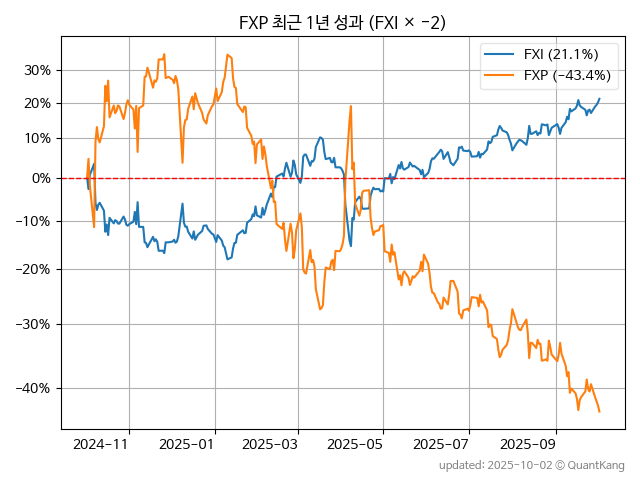 FXP 최근 1년 성과 (FXI × −2)
FXI (21.1%)
FXP (−43.4%)
30%
20%
10%
0%
−10%
−20%
−30%
−40%
2024−11 2025−01 2025−03 2025−05 2025−07 2025−09
updated: 2025-10-02 © QuantKang